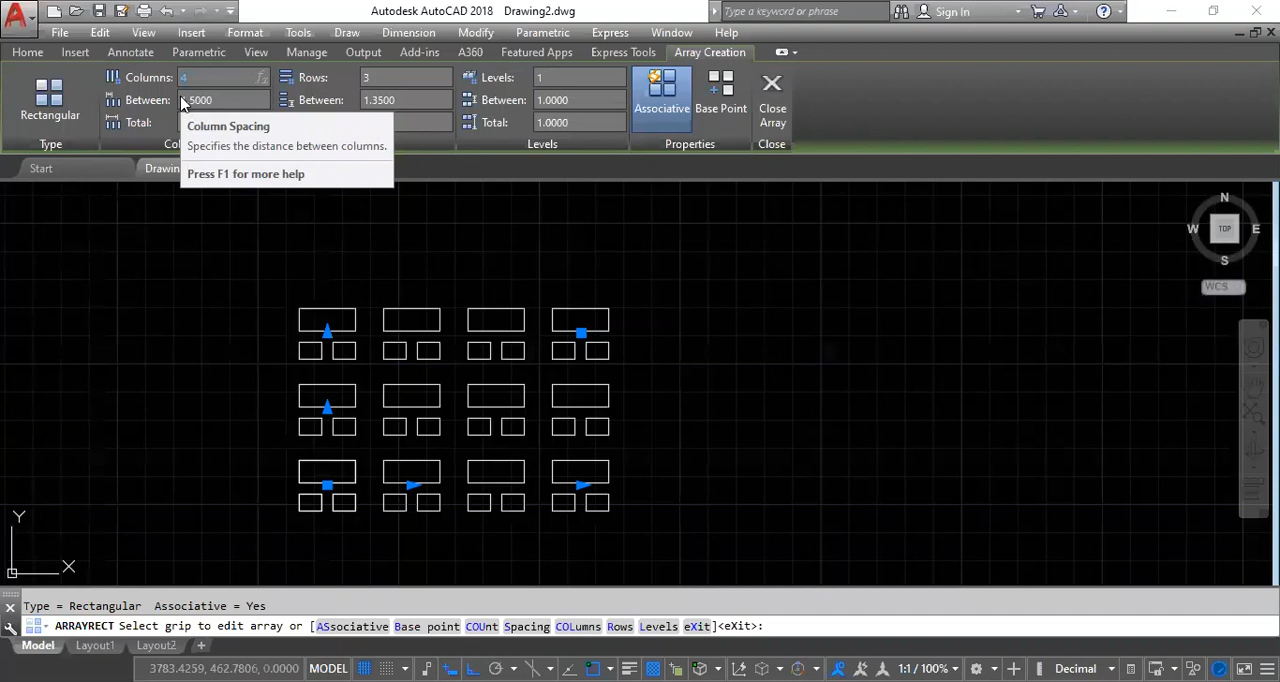 Autodesk AutoCAD 2018 Drawing2.dwg
Type a keyword or phrase
Sign In
File Edit View Insert Format Tools Draw Dimension Modify Parametric Express Window Help
Home Insert Annotate Parametric View Manage Output Add-ins A360 Featured Apps Express Tools Array Creation
Columns: 4 Rows: 3 Levels: 1
Between: .5000 Between: 1.3500 Between: 1.0000
Total: Total: 1.0000
Rectangular
Associative Base Point Close Array
Type Levels Properties Close
Column Spacing
Specifies the distance between columns.
Press F1 for more help
Start
N
W TOP E
S
WCS
Y
X
Type = Rectangular Associative = Yes
ARRAYRECT Select grip to edit array or [ASsociative Base point COUnt Spacing COLumns Rows Levels eXit]<eXit>:
Model Layout1 Layout2 +
3783.4259, 462.7806, 0.0000 MODEL 1:1 / 100% Decimal